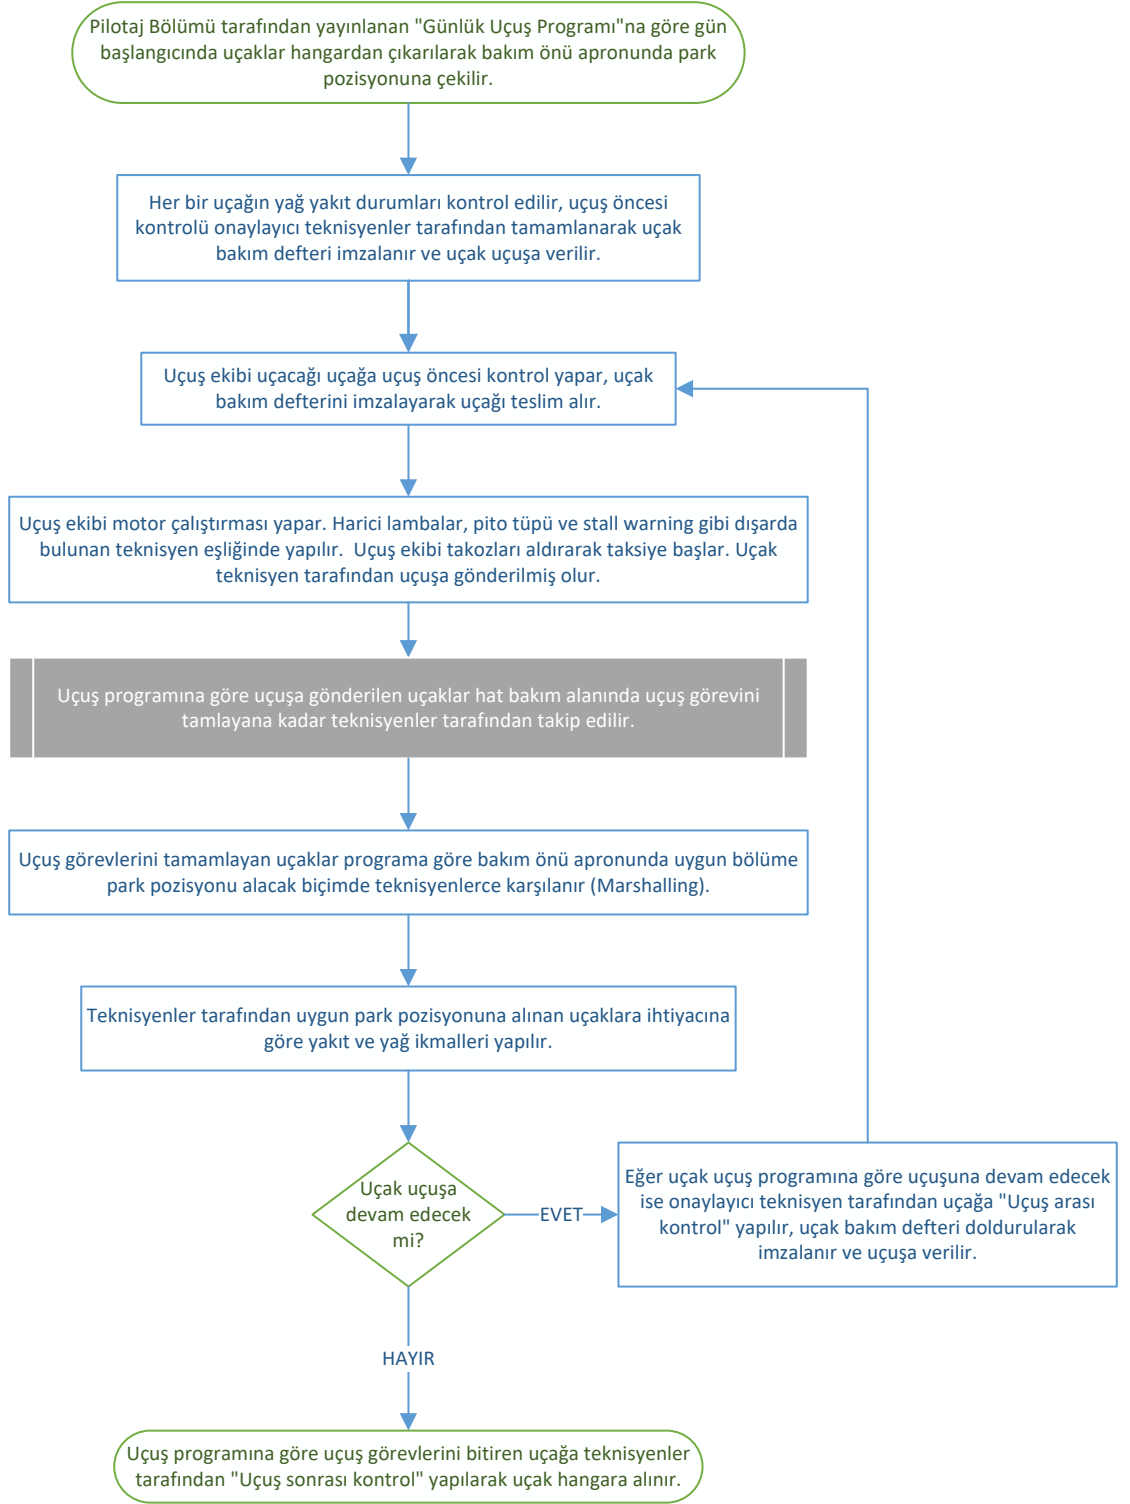 Pilotaj Bölümü tarafından yayınlanan "Günlük Uçuş Programı"na göre gün
başlangıcında uçaklar hangardan çıkarılarak bakım önü apronunda park
pozisyonuna çekilir.
Her bir uçağın yağ yakıt durumları kontrol edilir, uçuş öncesi
kontrolü onaylayıcı teknisyenler tarafından tamamlanarak uçak
bakım defteri imzalanır ve uçak uçuşa verilir.
Uçuş ekibi uçacağı uçağa uçuş öncesi kontrol yapar, uçak
bakım defterini imzalayarak uçağı teslim alır.
Uçuş ekibi motor çalıştırması yapar. Harici lambalar, pito tüpü ve stall warning gibi dışarda
bulunan teknisyen eşliğinde yapılır.  Uçuş ekibi takozları aldırarak taksiye başlar. Uçak
teknisyen tarafından uçuşa gönderilmiş olur.
Uçuş programına göre uçuşa gönderilen uçaklar hat bakım alanında uçuş görevini
tamlayana kadar teknisyenler tarafından takip edilir.
Uçuş görevlerini tamamlayan uçaklar programa göre bakım önü apronunda uygun bölüme
park pozisyonu alacak biçimde teknisyenlerce karşılanır (Marshalling).
Teknisyenler tarafından uygun park pozisyonuna alınan uçaklara ihtiyacına
göre yakıt ve yağ ikmalleri yapılır.
Uçak uçuşa
devam edecek
mi?
EVET
Eğer uçak uçuş programına göre uçuşuna devam edecek
ise onaylayıcı teknisyen tarafından uçağa "Uçuş arası
kontrol" yapılır, uçak bakım defteri doldurularak
imzalanır ve uçuşa verilir.
HAYIR
Uçuş programına göre uçuş görevlerini bitiren uçağa teknisyenler
tarafından "Uçuş sonrası kontrol" yapılarak uçak hangara alınır.